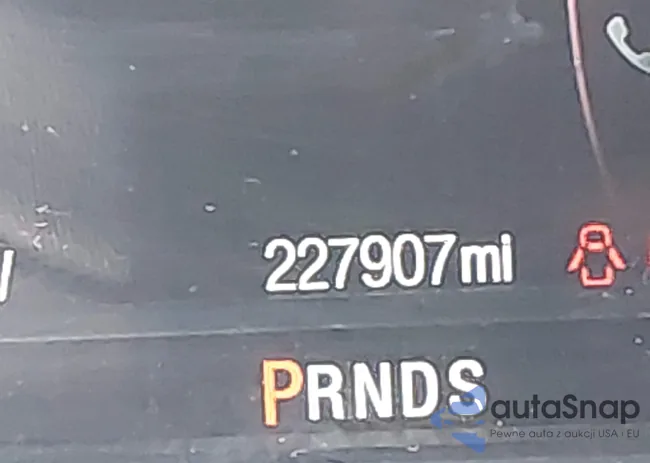 227907mi
PRNDS
autaSnap
Pewne auta z aukcji USA i EU